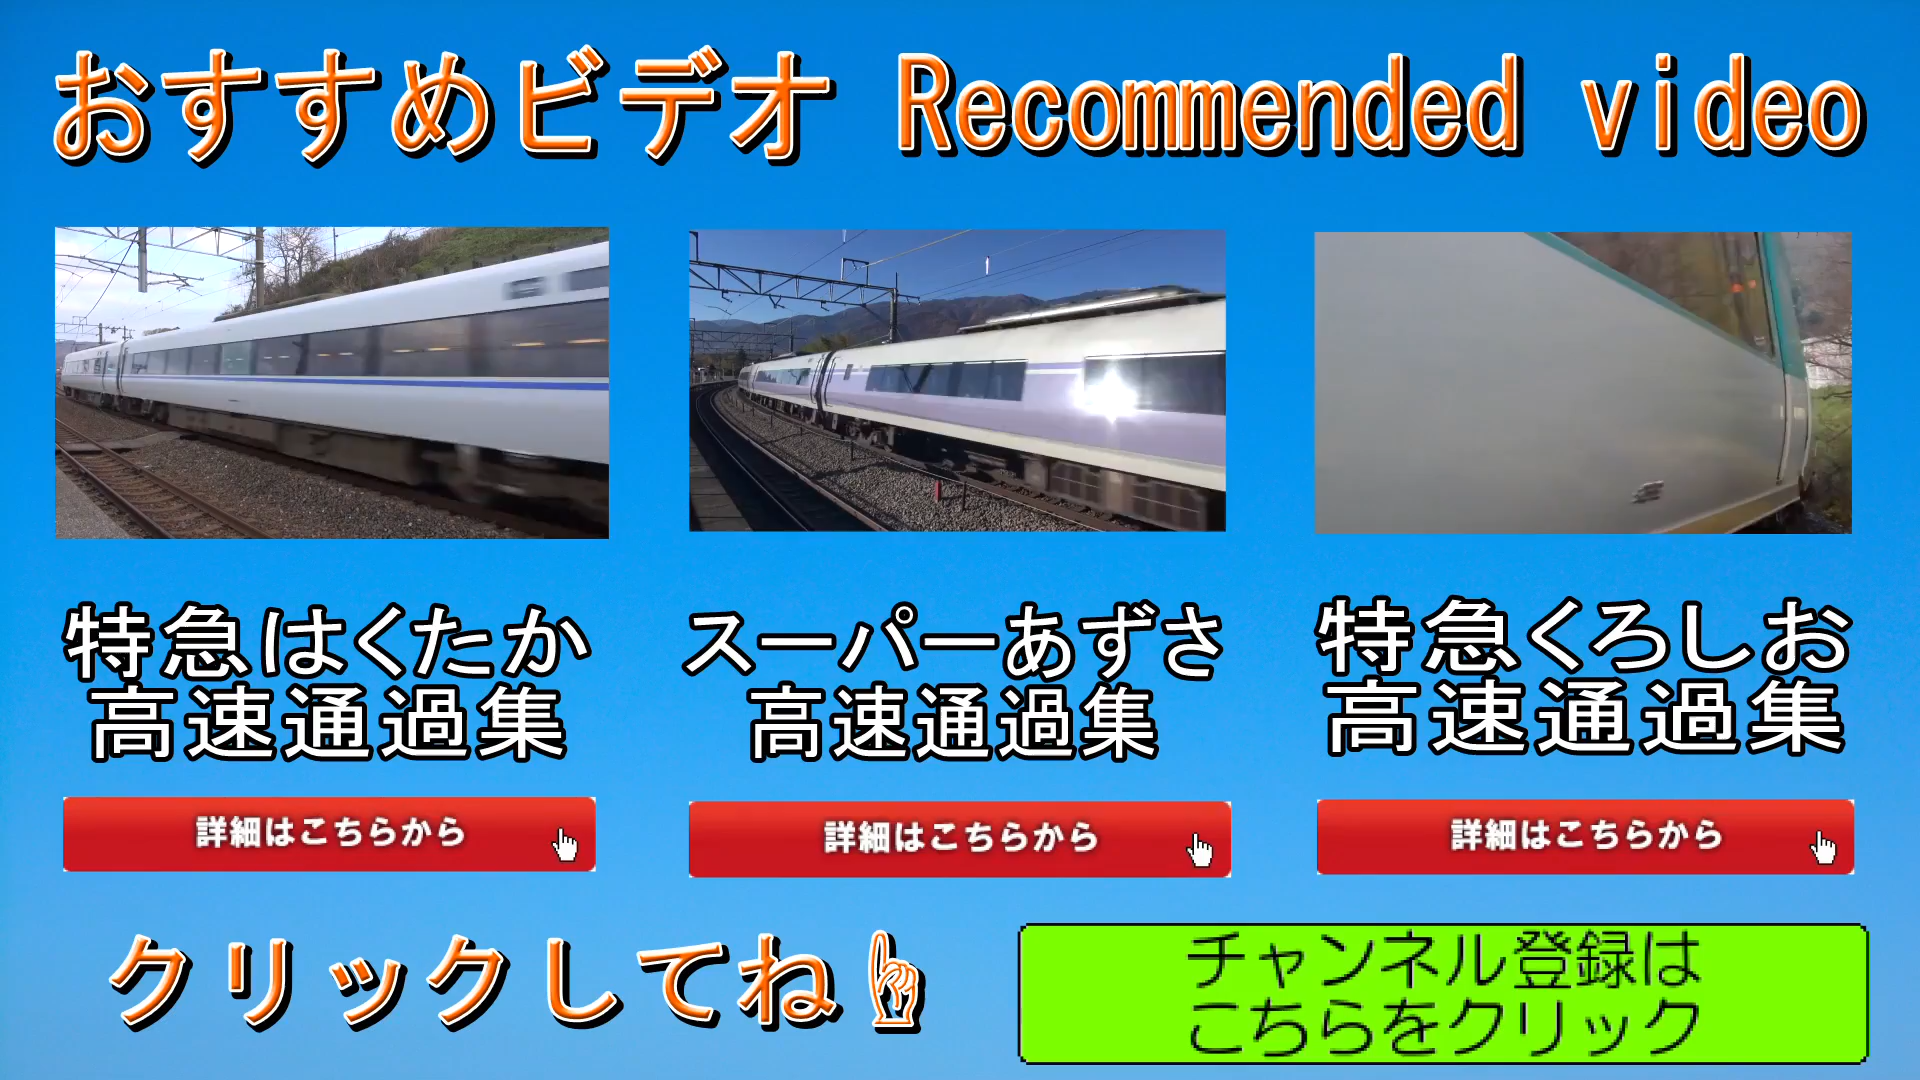 おすすめビデオ Recommended video
特急はくたか
高速通過集
スーパーあずさ
高速通過集
特急くろしお
高速通過集
詳細はこちらから
詳細はこちらから
詳細はこちらから
クリックしてね☝
チャンネル登録は
こちらをクリック